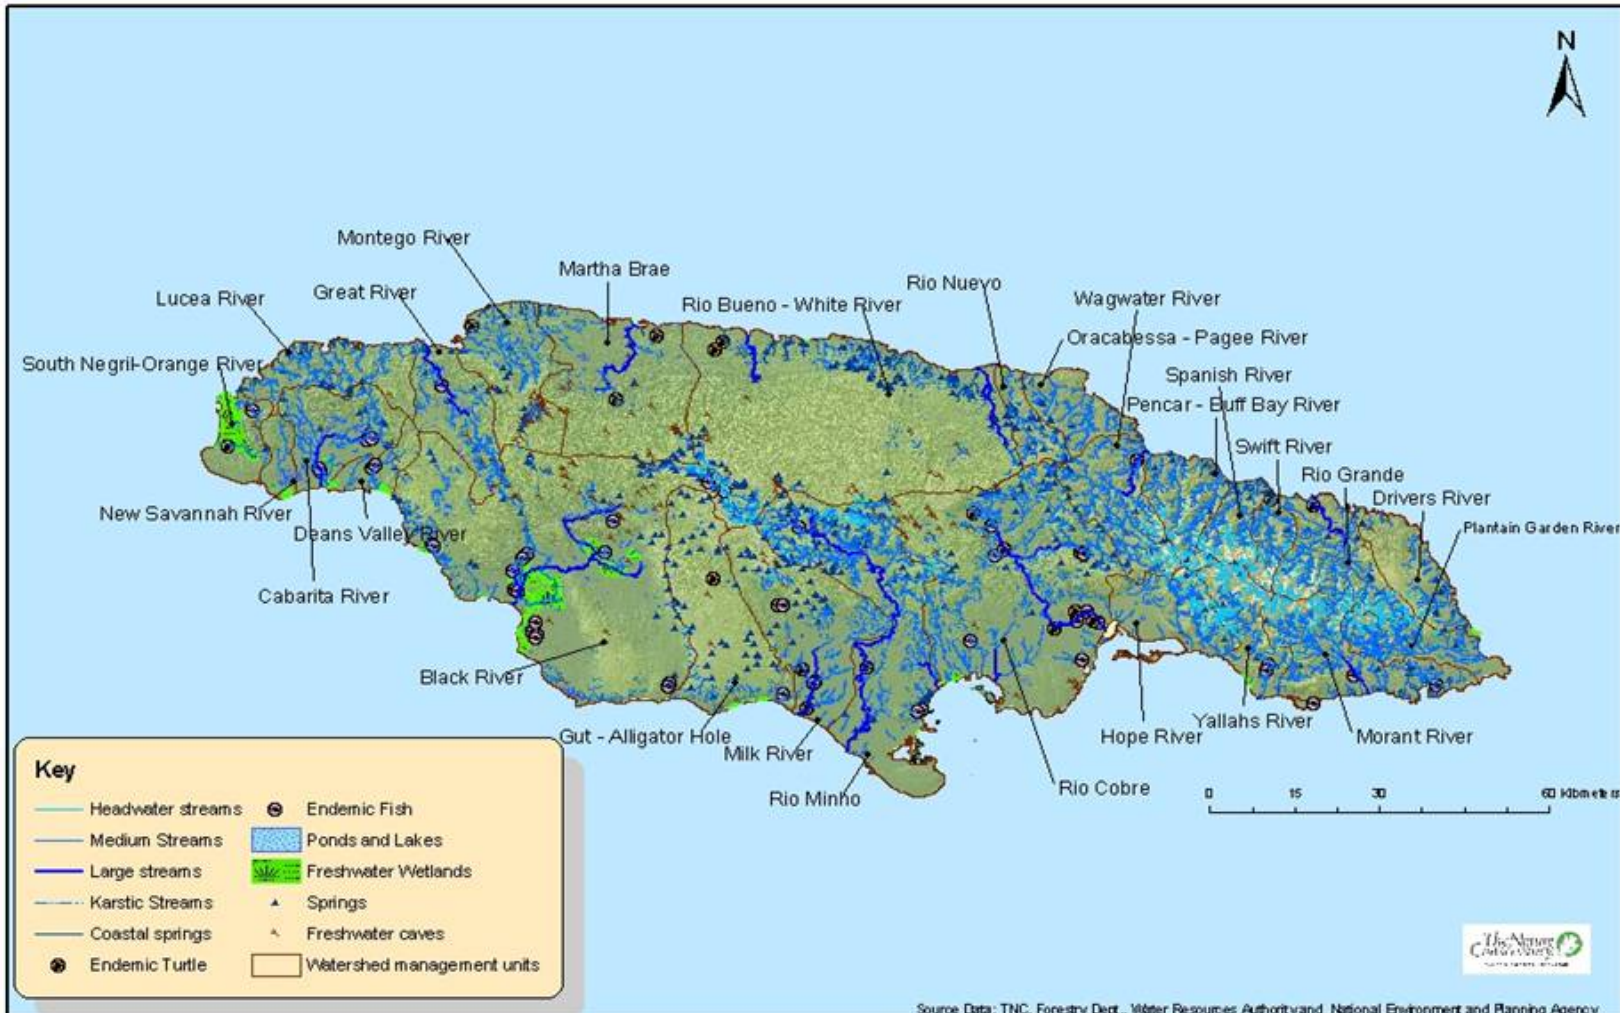 N
Montego River
Martha Brae
Lucea River
Great River
Rio Bueno - White River
Rio Nuevo
Wagwater River
South Negril-Orange River
Oracabessa - Pagee River
Spanish River
Pencar - Buff Bay River
Swift River
Rio Grande
Drivers River
New Savannah River
Deans Valley River
Plantain Garden River
Cabarita River
Black River
Gut - Alligator Hole
Milk River
Rio Minho
Rio Cobre
Hope River
Yallahs River
Morant River
0 15 30 60 Kilometers
Key
Headwater streams
Endemic Fish
Medium Streams
Ponds and Lakes
Large streams
Freshwater Wetlands
Karstic Streams
Springs
Coastal springs
Freshwater caves
Endemic Turtle
Watershed management units
The Nature Conservancy
Source Data: TNC, Forestry Dept., Water Resources Authority and National Environment and Planning Agency